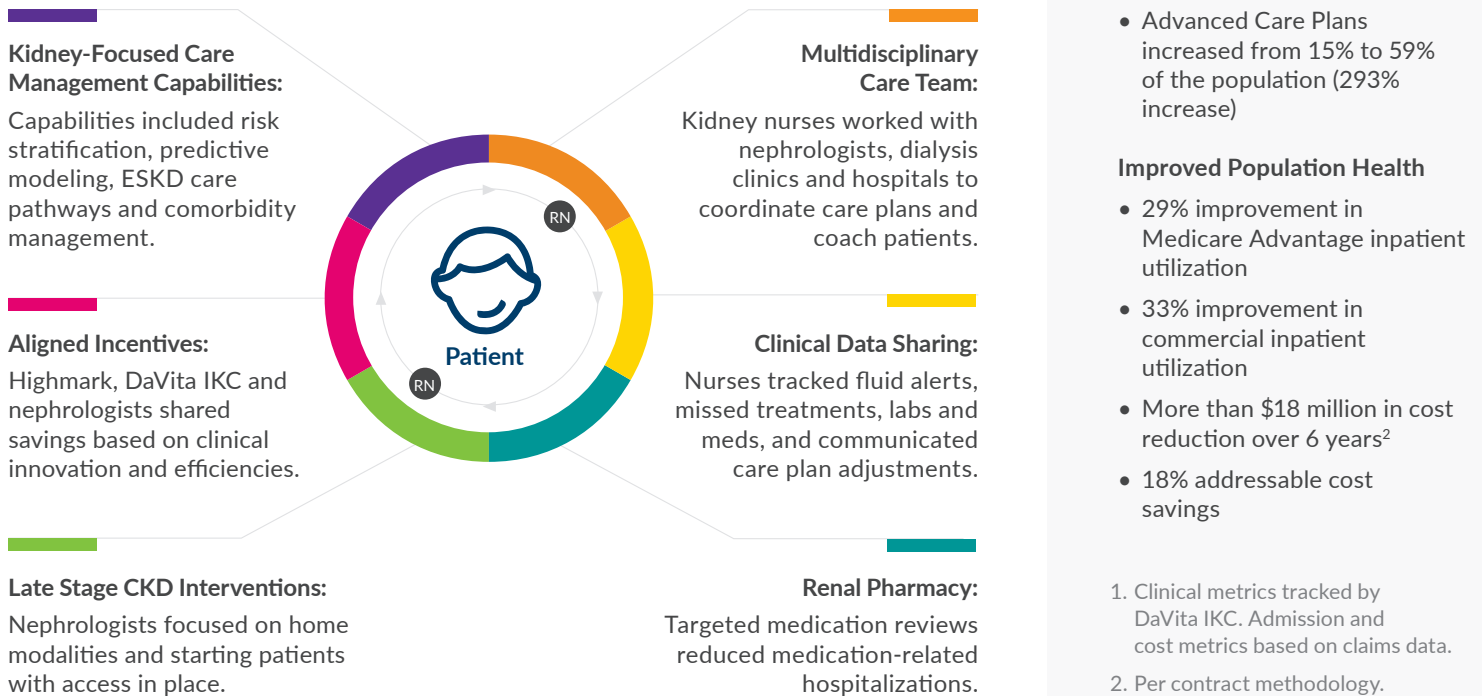 Kidney-Focused Care
Management Capabilities:
Capabilities included risk
stratification, predictive
modeling, ESKD care
pathways and comorbidity
management.
Aligned Incentives:
Highmark, DaVita IKC and
nephrologists shared
savings based on clinical
innovation and efficiencies.
Late Stage CKD Interventions:
Nephrologists focused on home
modalities and starting patients
with access in place.
RN
Patient
RN
Multidisciplinary
Care Team:
Kidney nurses worked with
nephrologists, dialysis
clinics and hospitals to
coordinate care plans and
coach patients.
Clinical Data Sharing:
Nurses tracked fluid alerts,
missed treatments, labs and
meds, and communicated
care plan adjustments.
Renal Pharmacy:
Targeted medication reviews
reduced medication-related
hospitalizations.
• Advanced Care Plans
increased from 15% to 59%
of the population (293%
increase)
Improved Population Health
• 29% improvement in
Medicare Advantage inpatient
utilization
• 33% improvement in
commercial inpatient
utilization
• More than $18 million in cost
reduction over 6 years²
• 18% addressable cost
savings
1. Clinical metrics tracked by
DaVita IKC. Admission and
cost metrics based on claims data.
2. Per contract methodology.